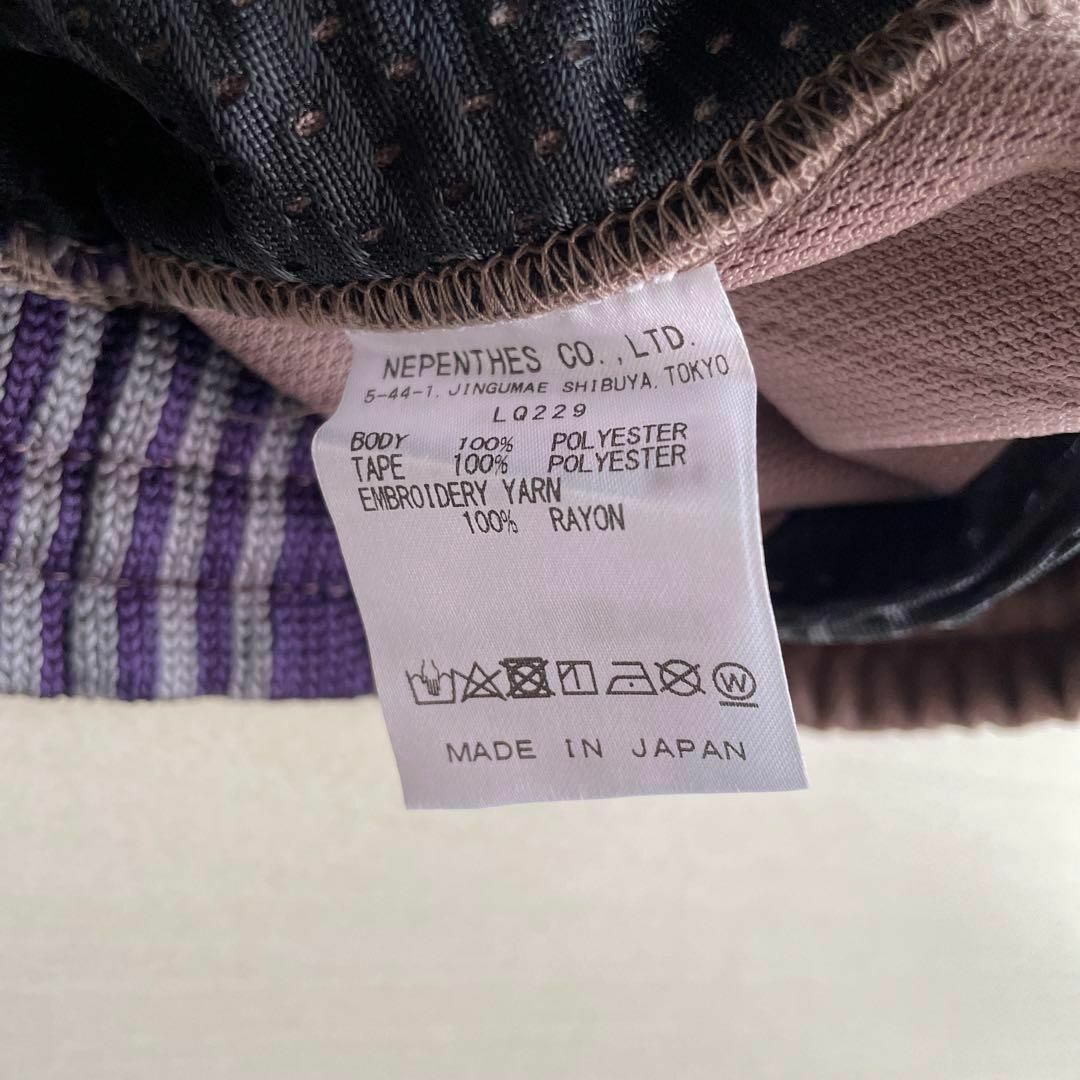 NEPENTHES CO., LTD.
5-44-1, JINGUMAE SHIBUYA, TOKYO
LQ229
BODY 100% POLYESTER
TAPE 100% POLYESTER
EMBROIDERY YARN
100% RAYON
W
MADE IN JAPAN